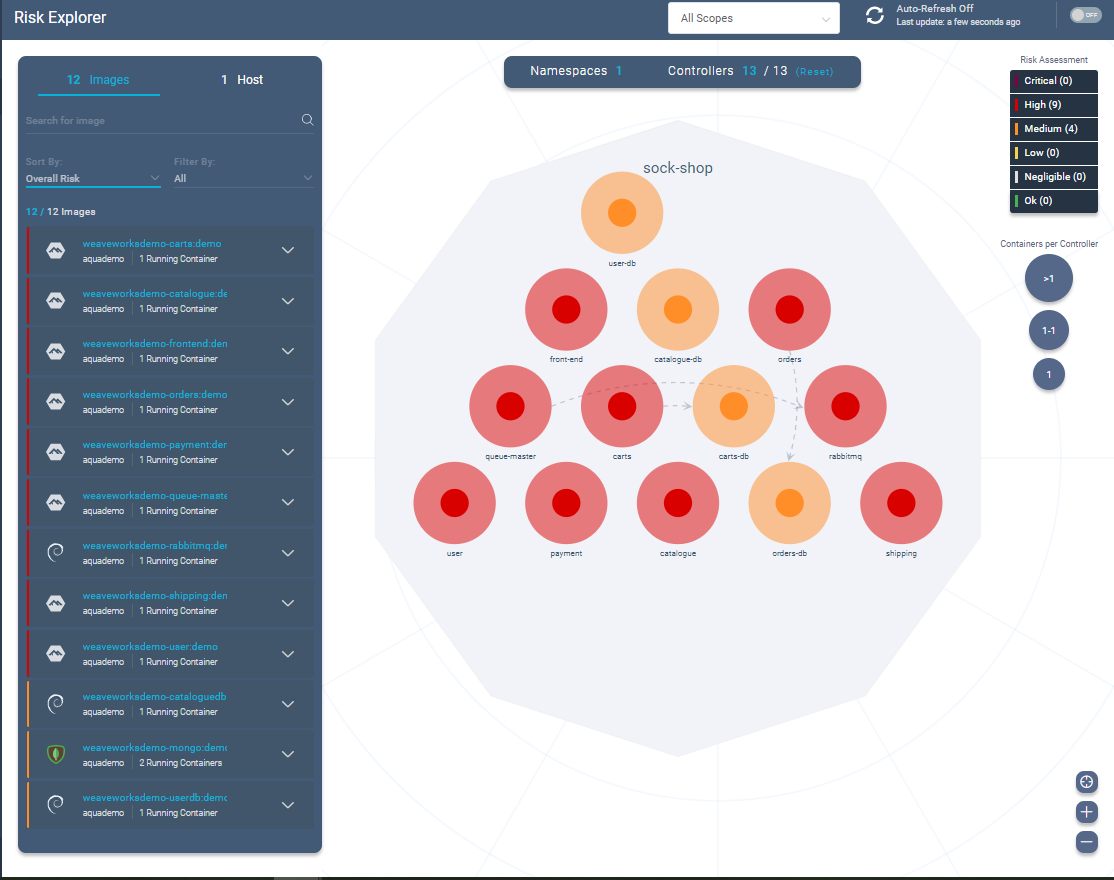 Risk Explorer
All Scopes
Auto-Refresh Off
Last update: a few seconds ago
OFF
12 Images
1 Host
Search for image
Sort By:
Overall Risk
Filter By:
All
12 / 12 Images
weaveworksdemo-carts:demo
aquademo 1 Running Container
weaveworksdemo-catalogue:de
aquademo 1 Running Container
weaveworksdemo-frontend:den
aquademo 1 Running Container
weaveworksdemo-orders:demo
aquademo 1 Running Container
weaveworksdemo-payment:der
aquademo 1 Running Container
weaveworksdemo-queue-maste
aquademo 1 Running Container
weaveworksdemo-rabbitmq:der
aquademo 1 Running Container
weaveworksdemo-shipping:den
aquademo 1 Running Container
weaveworksdemo-user:demo
aquademo 1 Running Container
weaveworksdemo-cataloguedb
aquademo 1 Running Container
weaveworksdemo-mongo:demo
aquademo 2 Running Containers
weaveworksdemo-userdb:demo
aquademo 1 Running Container
Namespaces 1
Controllers 13 / 13 (Reset)
sock-shop
user-db
front-end
catalogue-db
orders
queue-master
carts
carts-db
rabbitmq
user
payment
catalogue
orders-db
shipping
Risk Assessment
Critical (0)
High (9)
Medium (4)
Low (0)
Negligible (0)
Ok (0)
Containers per Controller
>1
1-1
1